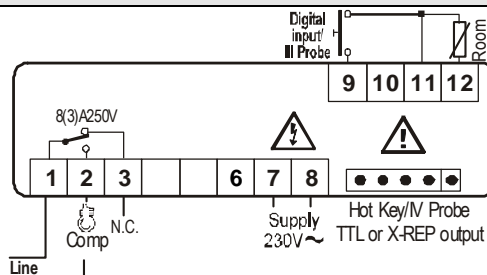 Digital
input/
III Probe
Room
9 10 11 12
8(3)A250V
1 2 3 6 7 8
Comp
N.C.
Supply
230V~
Hot Key/IV Probe
TTL or X-REP output
Line